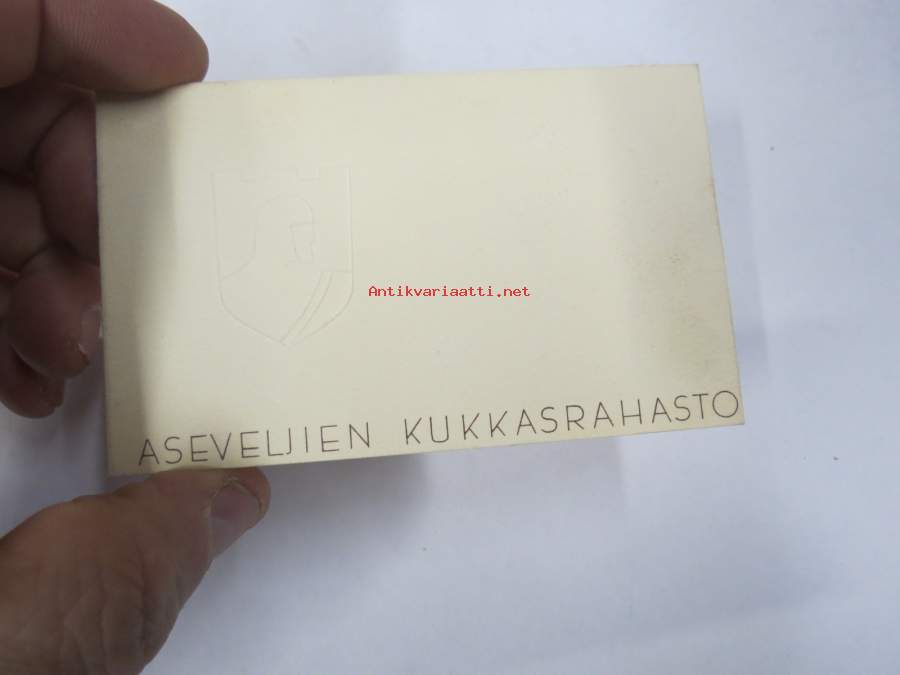 Antikvariaatti.net
ASEVELJIEN KUKKASRAHASTO